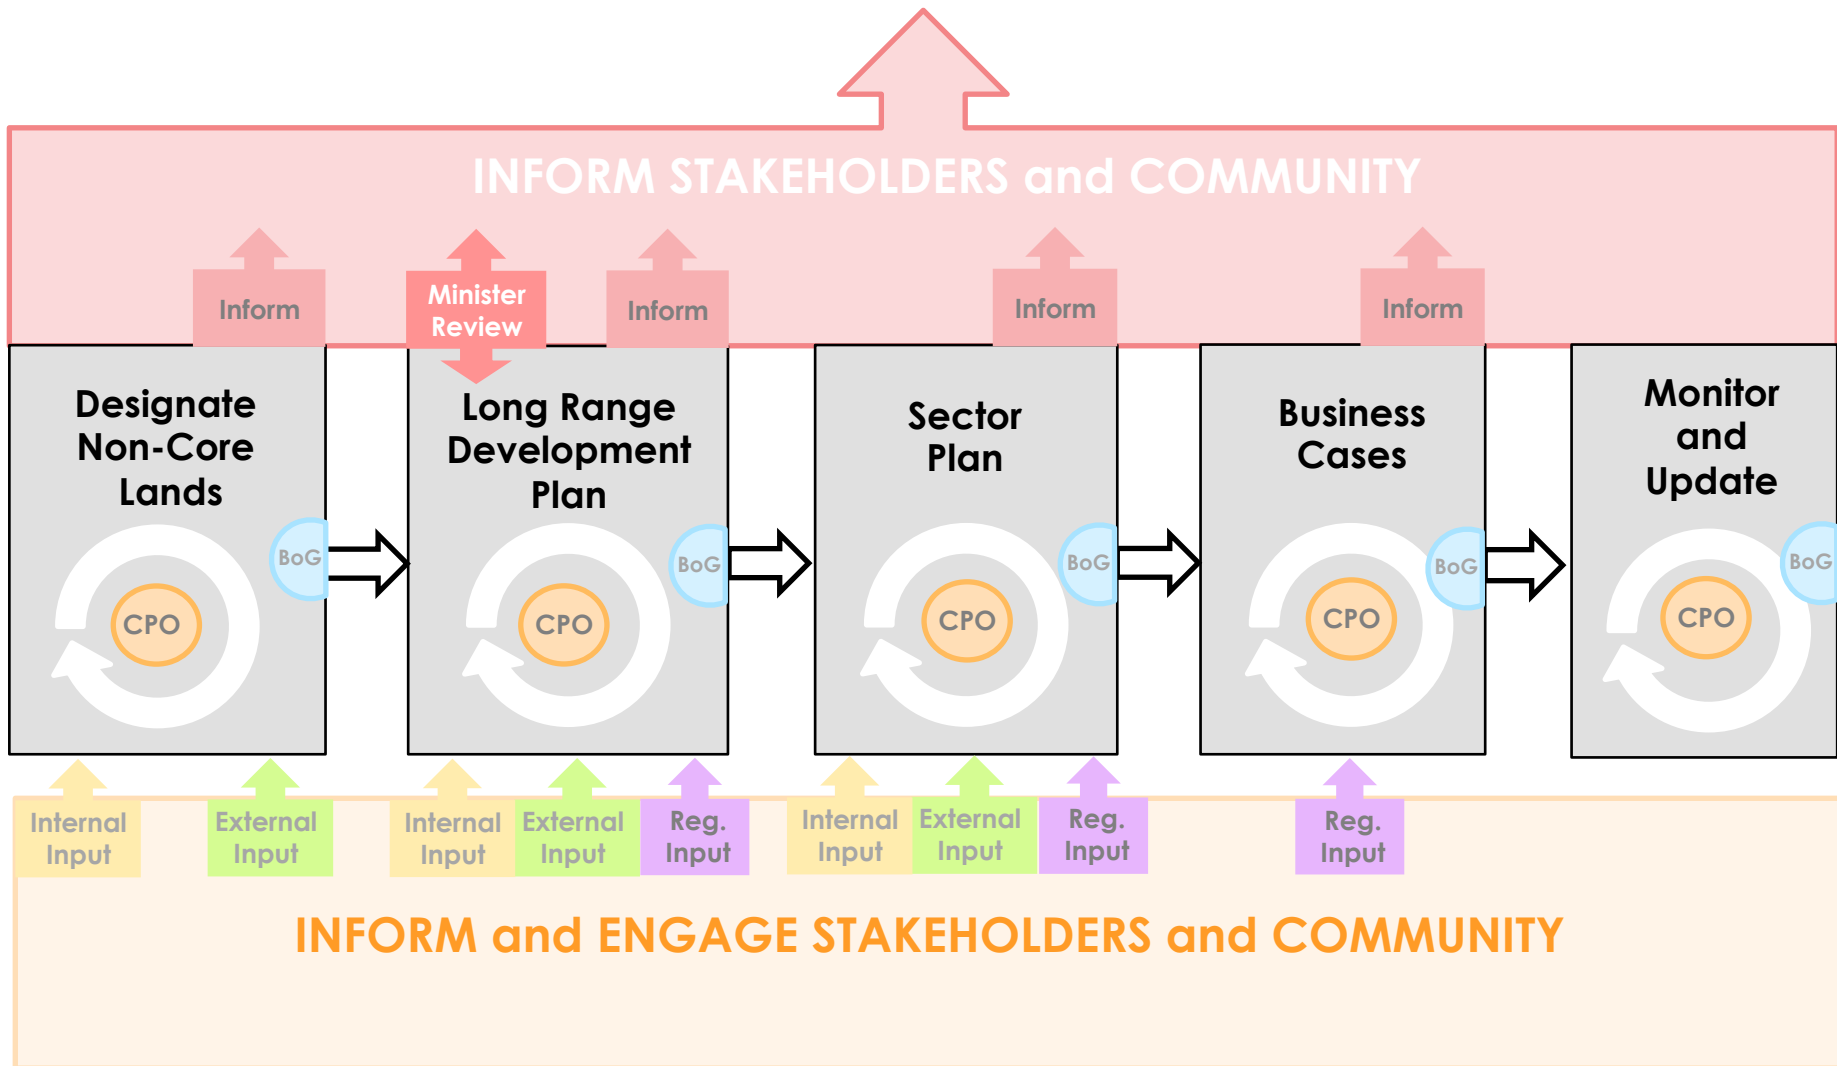 INFORM STAKEHOLDERS and COMMUNITY
Inform
Minister
Review
Inform
Inform
Inform
Designate
Non-Core
Lands
BoG
CPO
Long Range
Development
Plan
BoG
CPO
Sector
Plan
BoG
CPO
Business
Cases
BoG
CPO
Monitor
and
Update
BoG
CPO
Internal
Input
External
Input
Internal
Input
External
Input
Reg.
Input
Internal
Input
External
Input
Reg.
Input
Reg.
Input
INFORM and ENGAGE STAKEHOLDERS and COMMUNITY